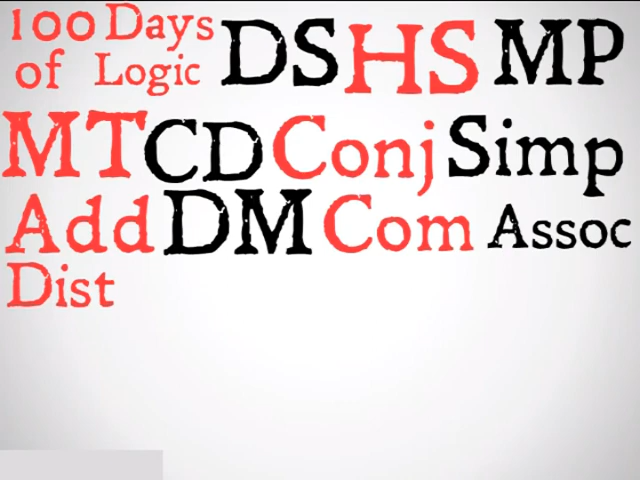 100 Days of Logic DS HS MP
MT CD Conj Simp
Add DM Com Assoc
Dist